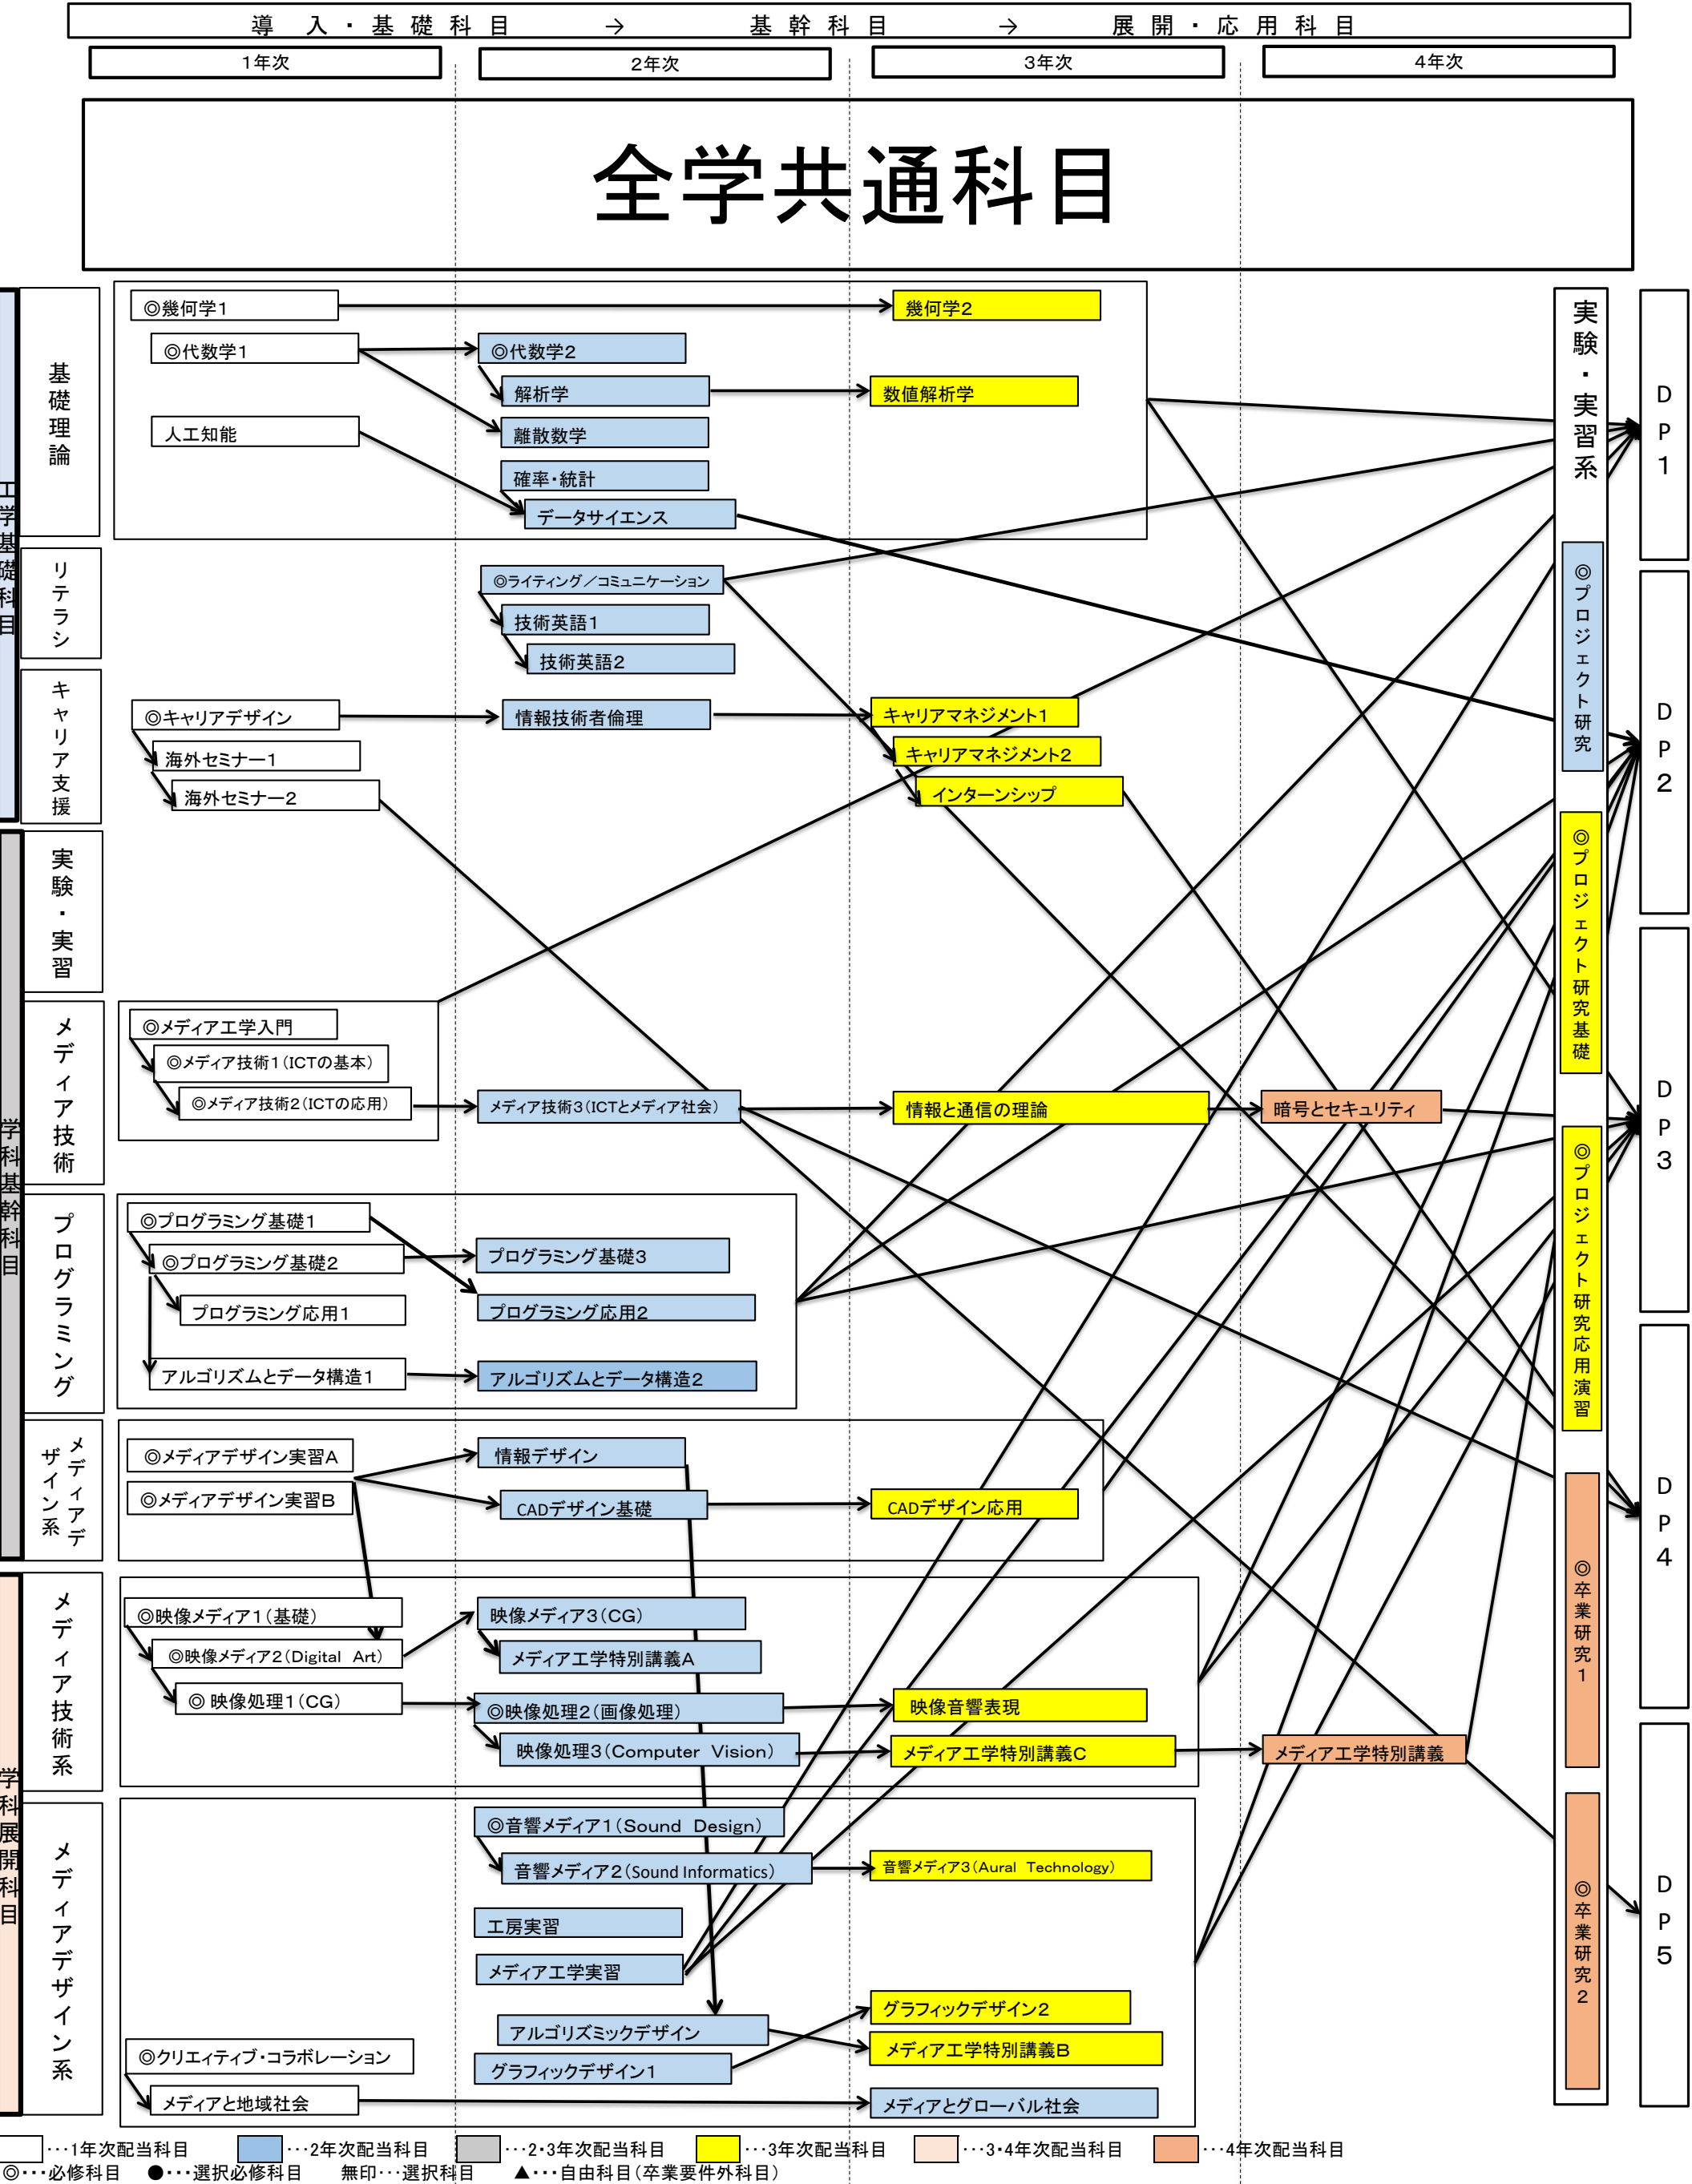 導入・基礎科目 → 基幹科目 → 展開・応用科目
1年次 2年次 3年次 4年次
全学共通科目
工学基礎科目
基礎理論
◎幾何学1
幾何学2
◎代数学1
◎代数学2
解析学
数値解析学
人工知能
離散数学
確率・統計
データサイエンス
リテラシ
◎ライティング／コミュニケーション
技術英語1
技術英語2
キャリア支援
◎キャリアデザイン
情報技術者倫理
キャリアマネジメント1
海外セミナー1
キャリアマネジメント2
海外セミナー2
インターンシップ
学科基幹科目
実験・実習
メディア技術
◎メディア工学入門
◎メディア技術1（ICTの基本）
◎メディア技術2（ICTの応用）
メディア技術3（ICTとメディア社会）
情報と通信の理論
暗号とセキュリティ
プログラミング
◎プログラミング基礎1
◎プログラミング基礎2
プログラミング基礎3
プログラミング応用1
プログラミング応用2
アルゴリズムとデータ構造1
アルゴリズムとデータ構造2
メディアデザイン系
◎メディアデザイン実習A
情報デザイン
◎メディアデザイン実習B
CADデザイン基礎
CADデザイン応用
学科展開科目
メディア技術系
◎映像メディア1（基礎）
映像メディア3（CG）
◎映像メディア2（Digital Art）
メディア工学特別講義A
◎映像処理1（CG）
◎映像処理2（画像処理）
映像音響表現
映像処理3（Computer Vision）
メディア工学特別講義C
メディア工学特別講義
メディアデザイン系
◎音響メディア1（Sound Design）
音響メディア2（Sound Informatics）
音響メディア3（Aural Technology）
工房実習
メディア工学実習
グラフィックデザイン2
アルゴリズミックデザイン
メディア工学特別講義B
◎クリエィティブ・コラボレーション
グラフィックデザイン1
メディアと地域社会
メディアとグローバル社会
実験・実習系
◎プロジェクト研究
◎プロジェクト研究基礎
◎プロジェクト研究応用演習
◎卒業研究1
◎卒業研究2
DP1
DP2
DP3
DP4
DP5
…1年次配当科目 …2年次配当科目 …2・3年次配当科目 …3年次配当科目 …3・4年次配当科目 …4年次配当科目
◎…必修科目 ●…選択必修科目 無印…選択科目 ▲…自由科目（卒業要件外科目）